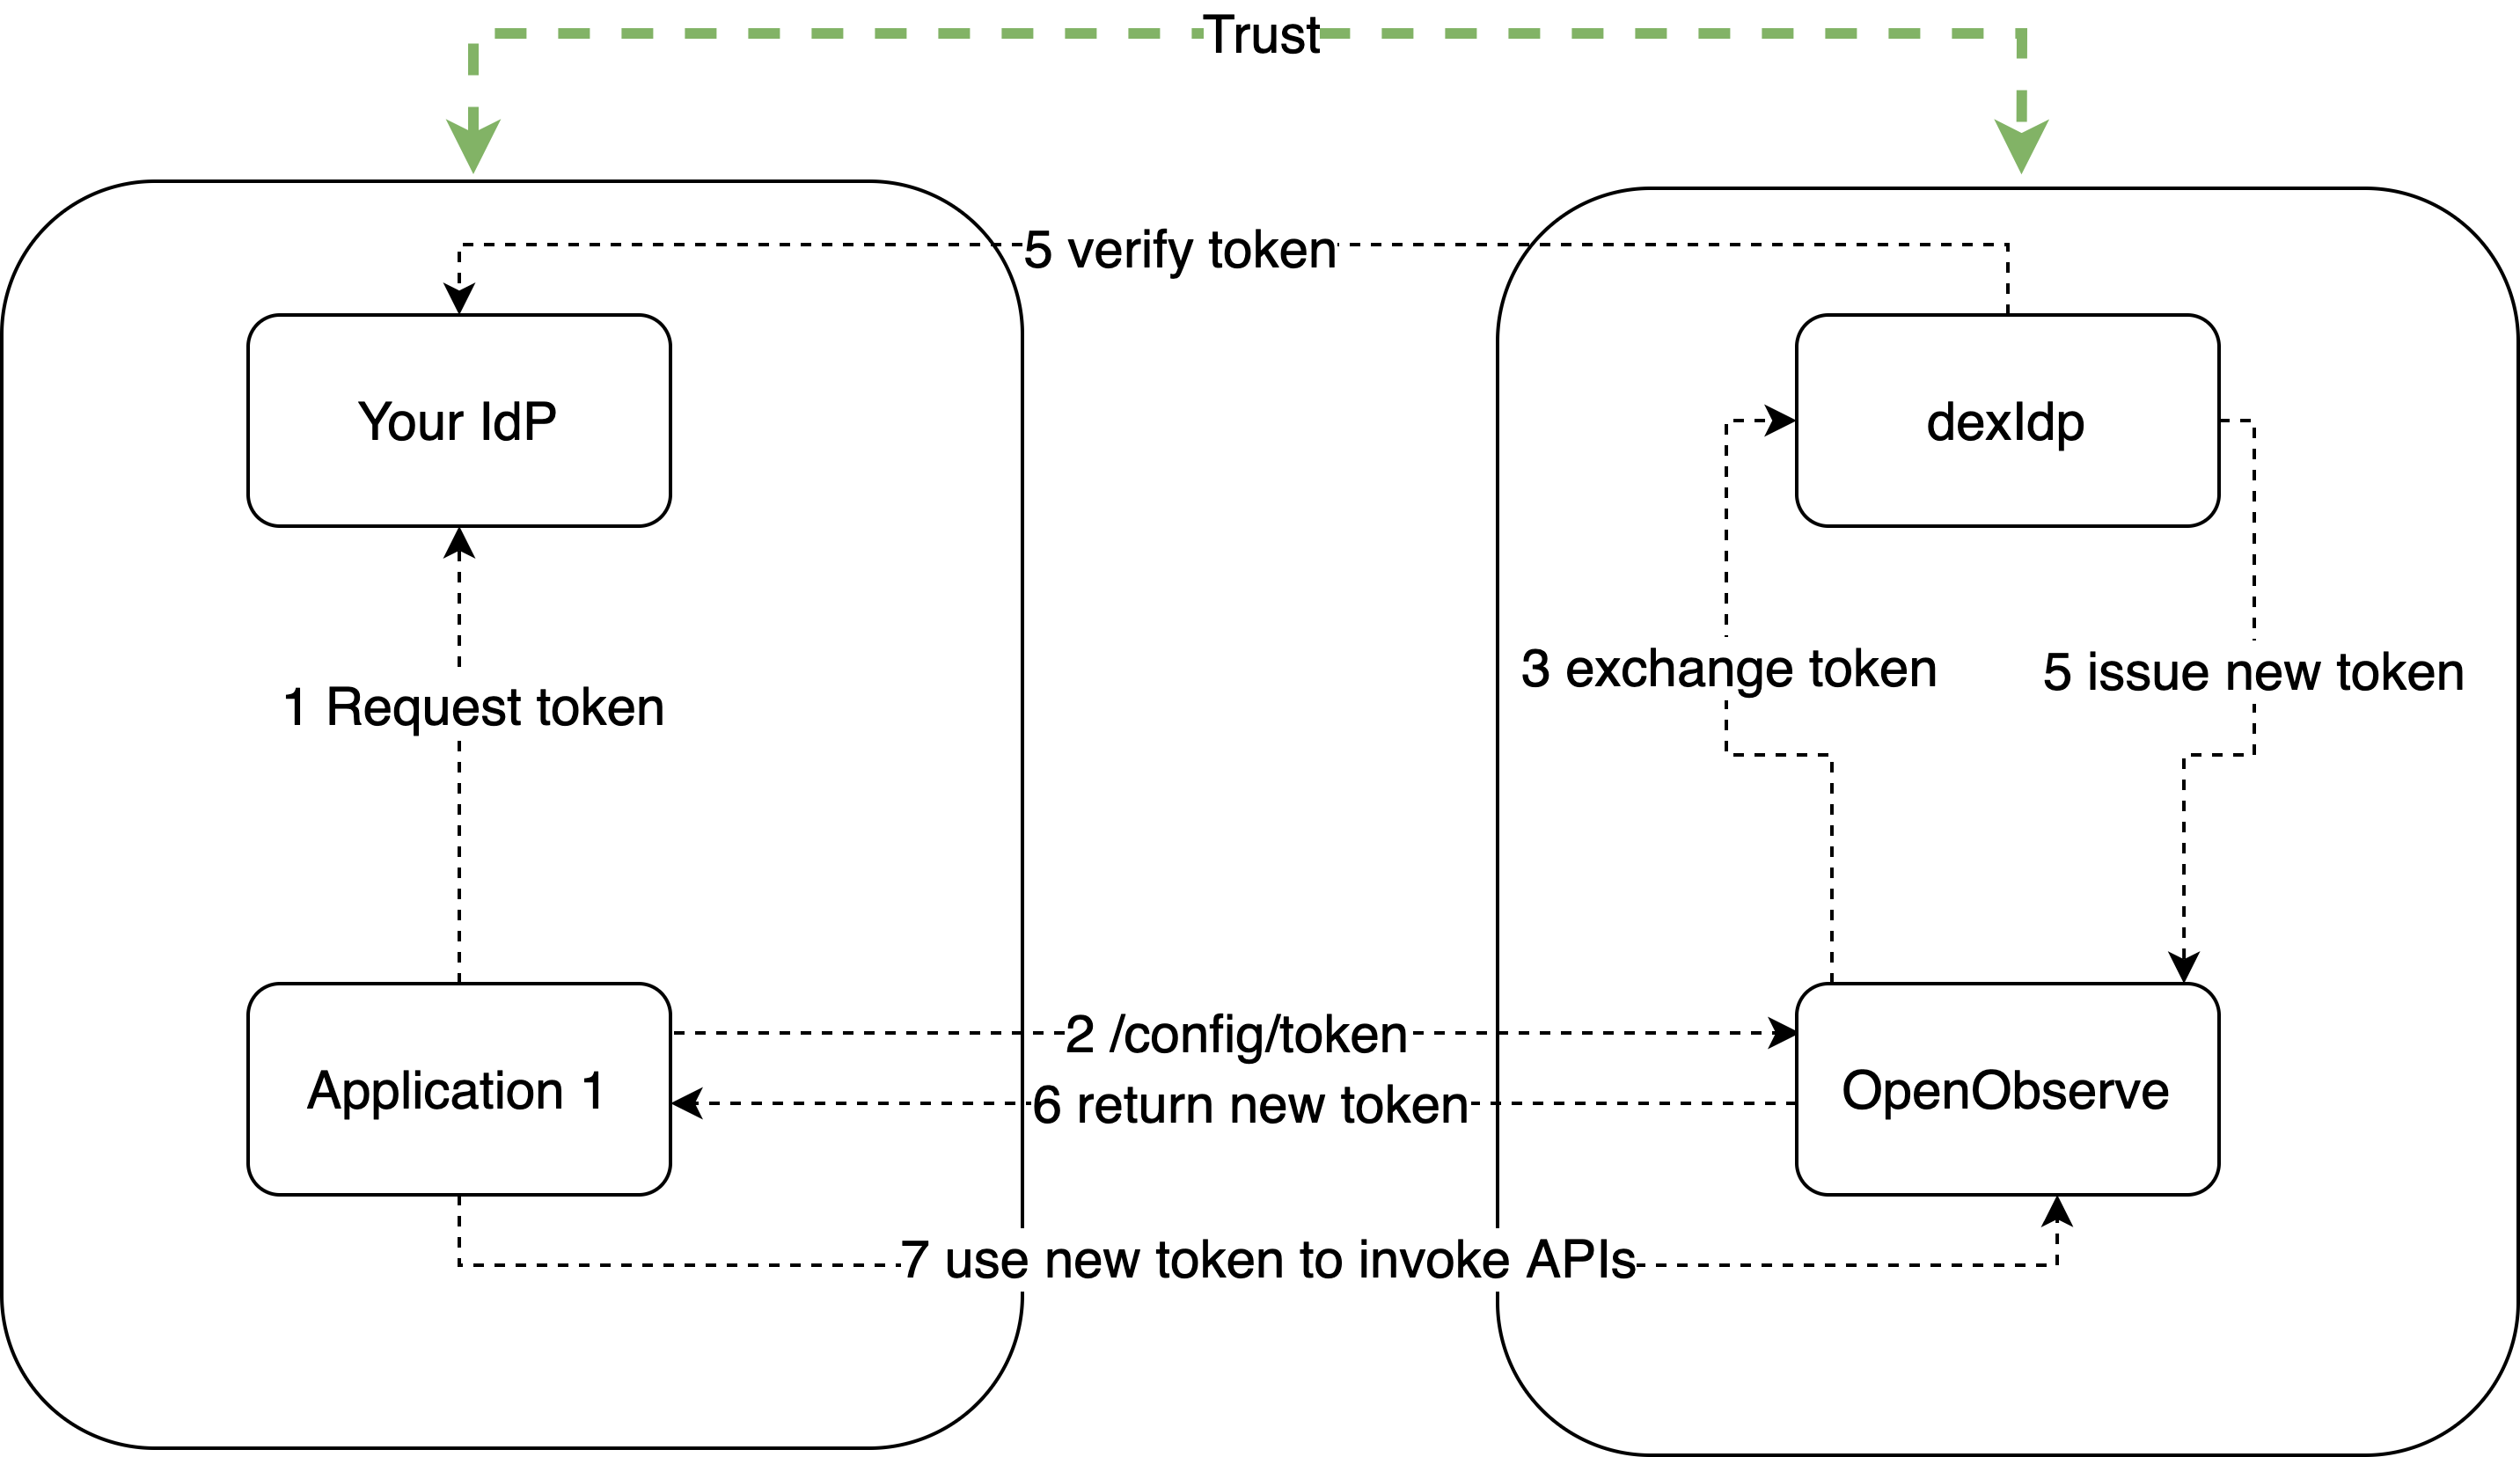 Trust
5 verify token
Your IdP
dexIdp
3 exchange token
5 issue new token
1 Request token
2 /config/token
Application 1
6 return new token
OpenObserve
7 use new token to invoke APIs